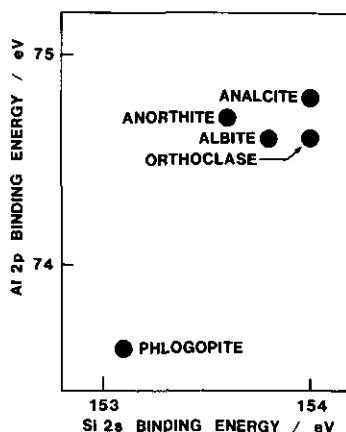 75
ANALCITE
ANORTHITE
ALBITE
ORTHOCLASE
74
PHLOGOPITE
153 154
Si 2s BINDING ENERGY / eV
Al 2p BINDING ENERGY / eV